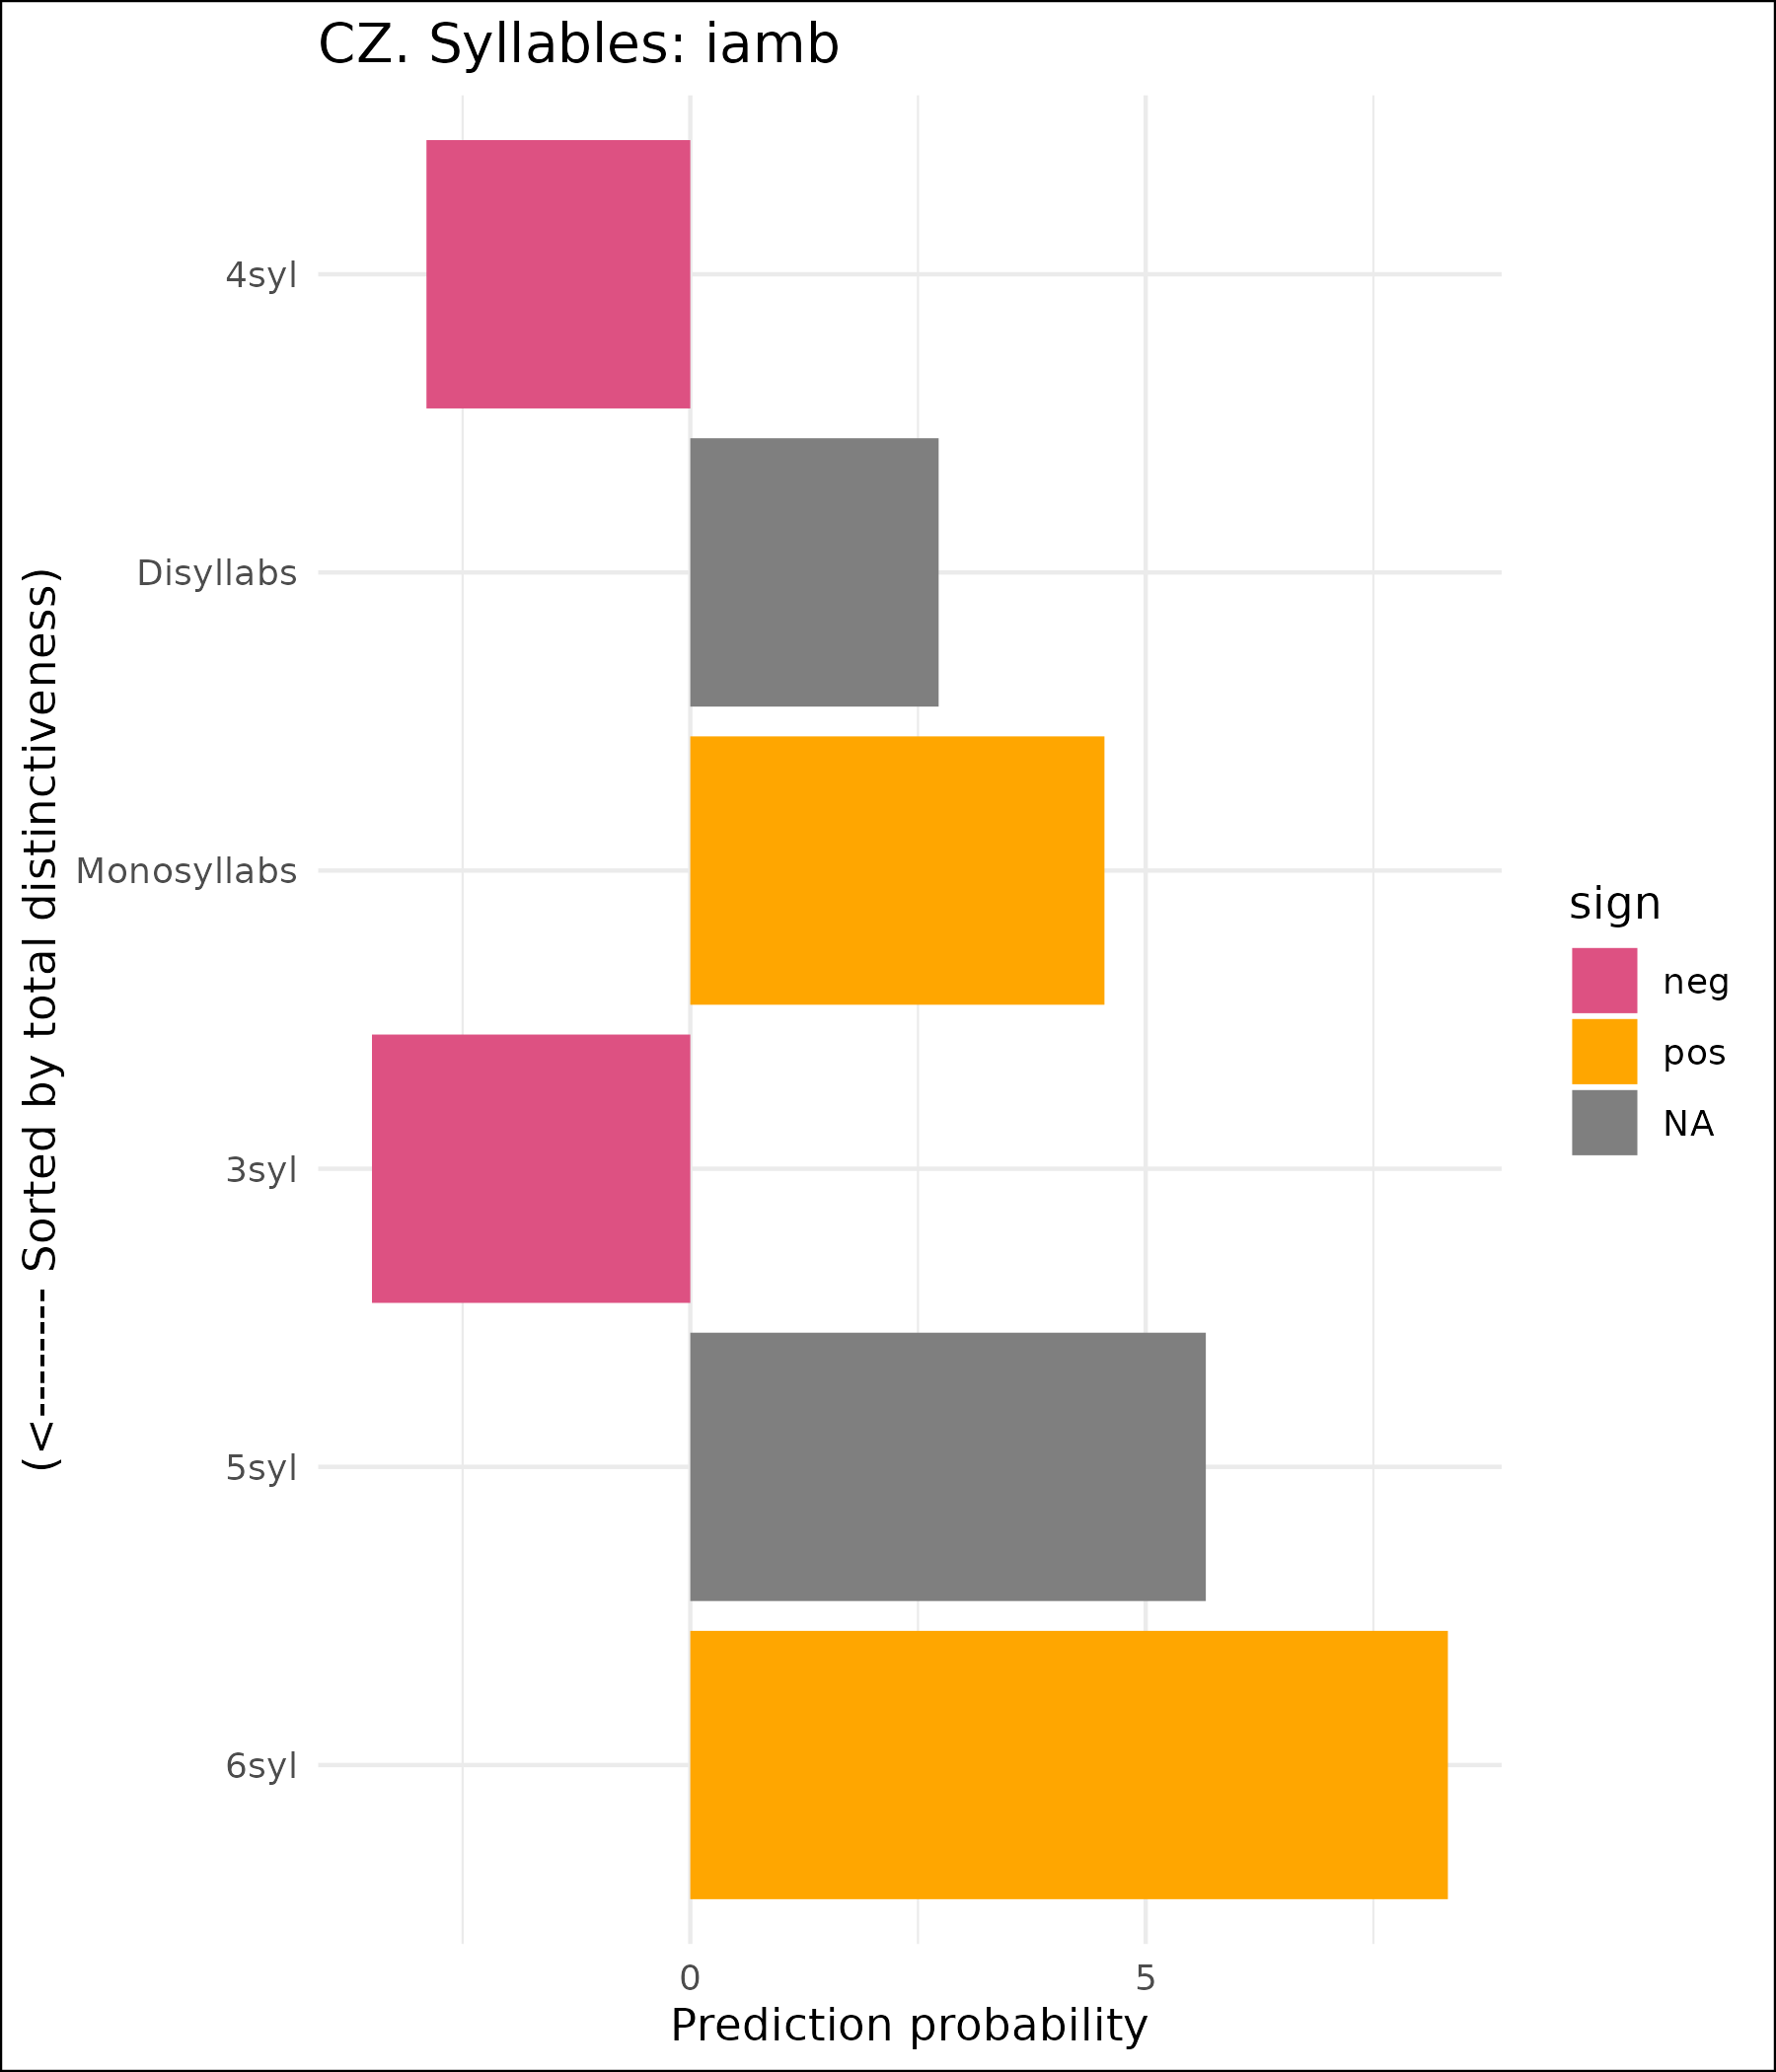 CZ. Syllables: iamb
(<-------- Sorted by total distinctiveness)
4syl
Disyllabs
Monosyllabs
3syl
5syl
6syl
0
5
Prediction probability
sign
neg
pos
NA